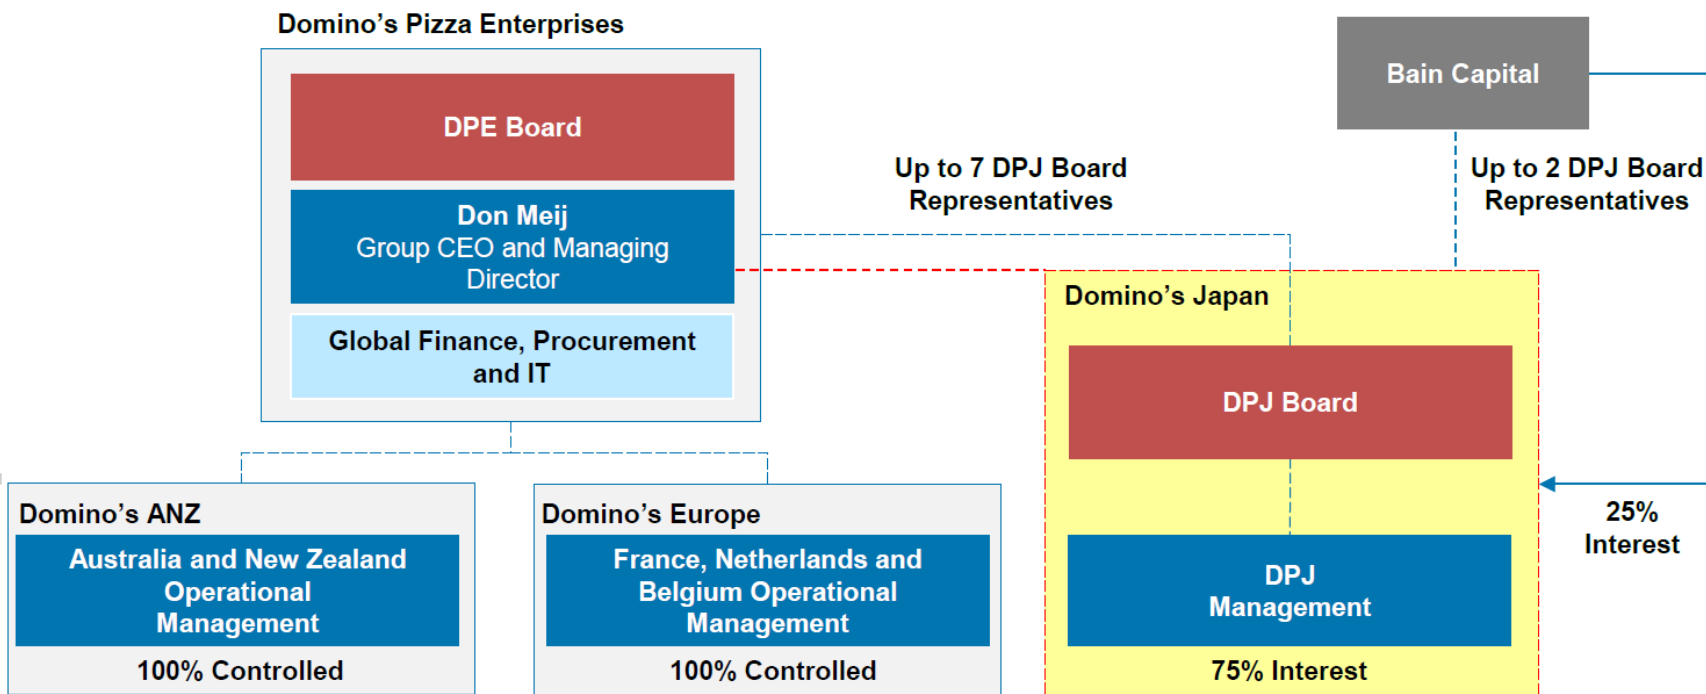 Domino's Pizza Enterprises
DPE Board
Don Meij
Group CEO and Managing
Director
Global Finance, Procurement
and IT
Bain Capital
Up to 7 DPJ Board
Representatives
Up to 2 DPJ Board
Representatives
Domino's Japan
DPJ Board
DPJ
Management
75% Interest
25%
Interest
Domino's ANZ
Australia and New Zealand
Operational
Management
100% Controlled
Domino's Europe
France, Netherlands and
Belgium Operational
Management
100% Controlled